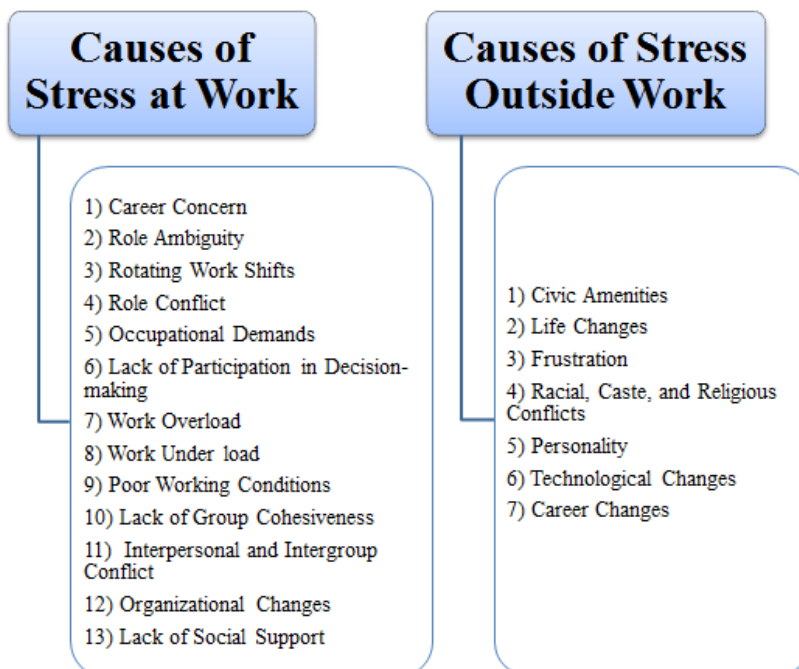 Causes of
Stress at Work
1) Career Concern
2) Role Ambiguity
3) Rotating Work Shifts
4) Role Conflict
5) Occupational Demands
6) Lack of Participation in Decision-
making
7) Work Overload
8) Work Under load
9) Poor Working Conditions
10) Lack of Group Cohesiveness
11) Interpersonal and Intergroup
Conflict
12) Organizational Changes
13) Lack of Social Support
Causes of Stress
Outside Work
1) Civic Amenities
2) Life Changes
3) Frustration
4) Racial, Caste, and Religious
Conflicts
5) Personality
6) Technological Changes
7) Career Changes